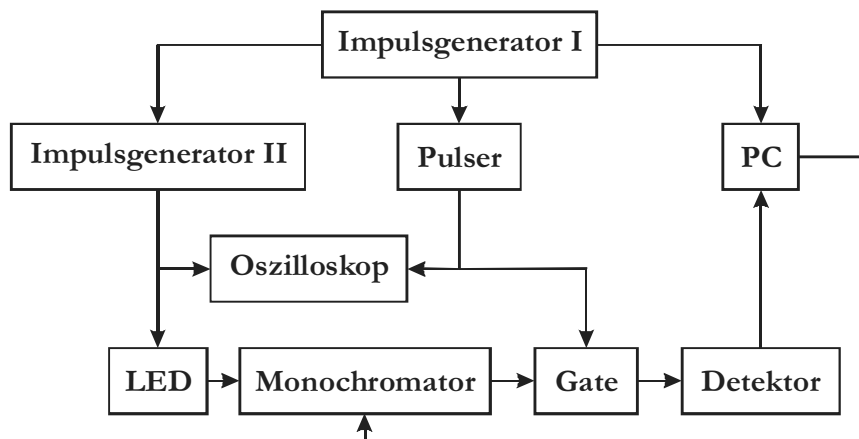 Impulsgenerator I
Impulsgenerator II
Pulser
PC
Oszilloskop
LED
Monochromator
Gate
Detektor